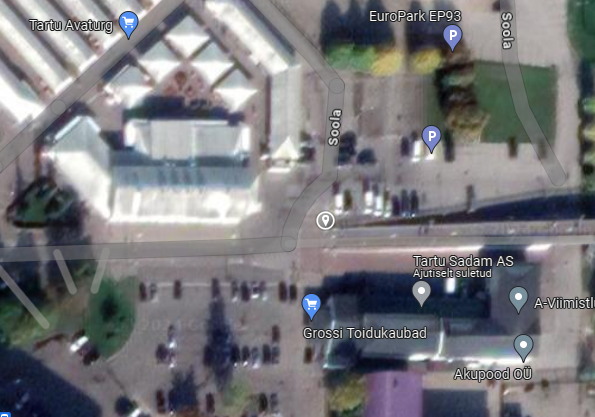 EuroPark EP93
Tartu Avaturg
P
Soola
Soola
P
Tartu Sadam AS
Ajutiselt suletud
A-Viimistl
Grossi Toidukaubad
Akupood OÜ